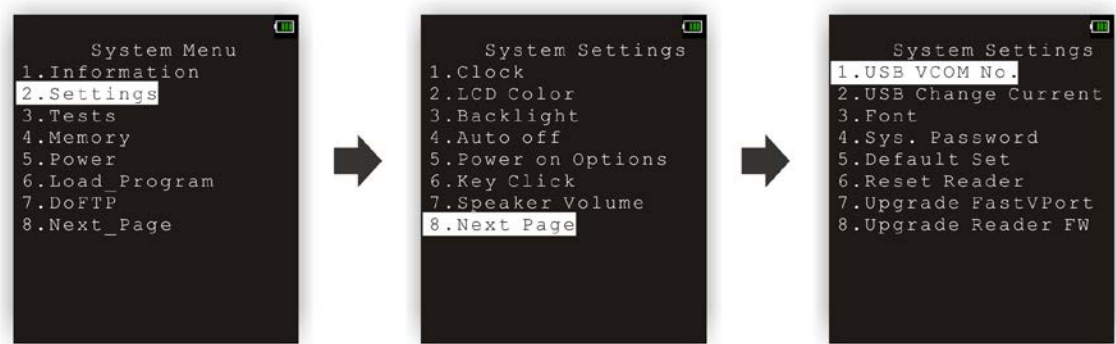 System Menu
1.Information
2.Settings
3.Tests
4.Memory
5.Power
6.Load_Program
7.DoFTP
8.Next_Page
System Settings
1.Clock
2.LCD Color
3.Backlight
4.Auto off
5.Power on Options
6.Key Click
7.Speaker Volume
8.Next Page
System Settings
1.USB VCOM No.
2.USB Change Current
3.Font
4.Sys. Password
5.Default Set
6.Reset Reader
7.Upgrade FastVPort
8.Upgrade Reader FW